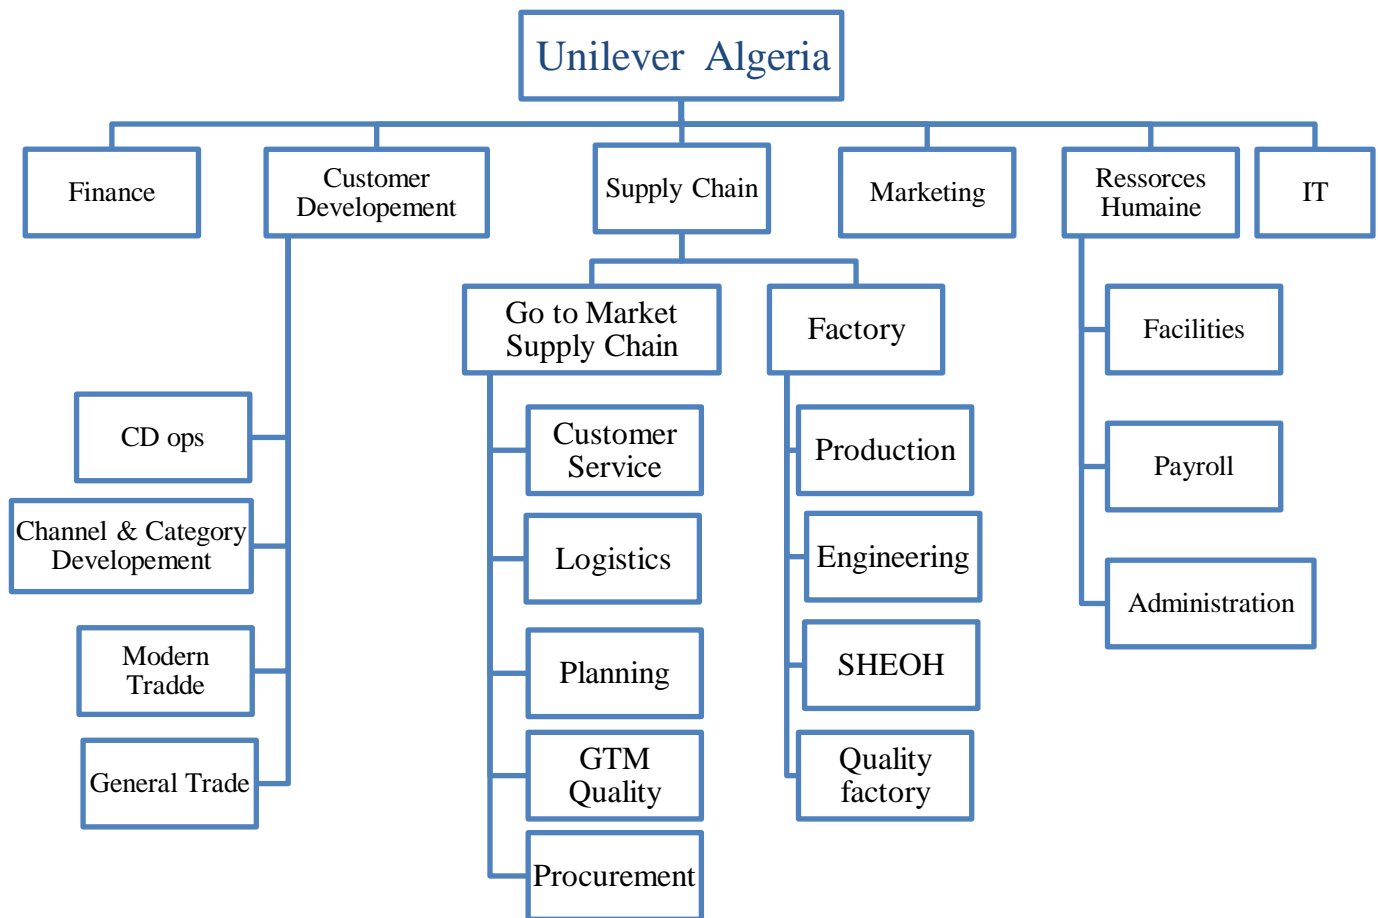 Unilever Algeria
Finance
Customer
Developement
Supply Chain
Marketing
Ressorces
Humaine
IT
Go to Market
Supply Chain
Factory
Facilities
Payroll
Administration
CD ops
Channel & Category
Developement
Modern
Tradde
General Trade
Customer
Service
Logistics
Planning
GTM
Quality
Procurement
Production
Engineering
SHEOH
Quality
factory